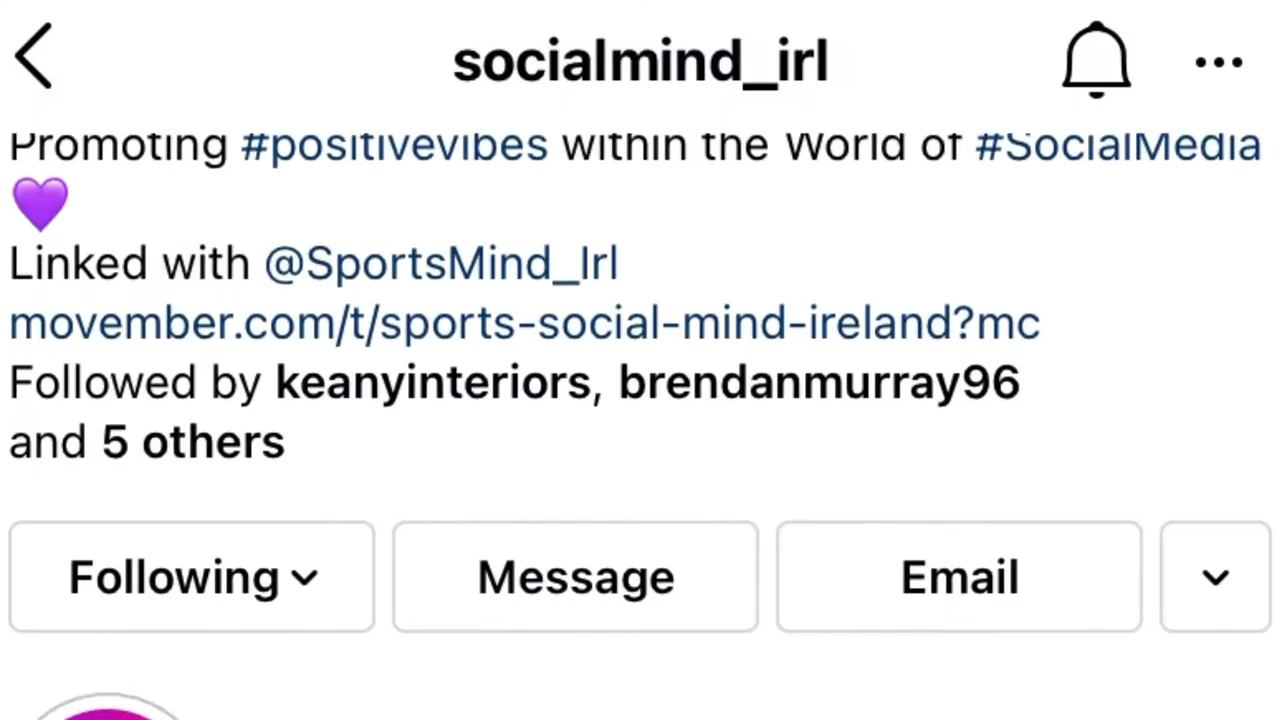 socialmind_irl
Promoting #positivevibes within the World of #SocialMedia
💜
Linked with @SportsMind_Irl
movember.com/t/sports-social-mind-ireland?mc
Followed by keanyinteriors, brendanmurray96
and 5 others
Following
Message
Email